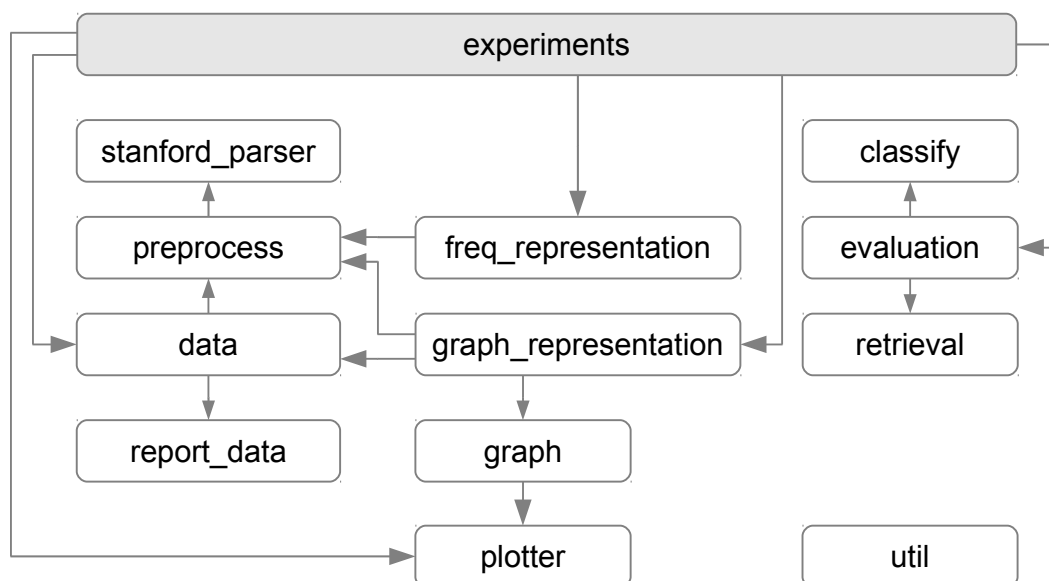 experiments
stanford_parser
classify
preprocess
freq_representation
evaluation
data
graph_representation
retrieval
report_data
graph
plotter
util